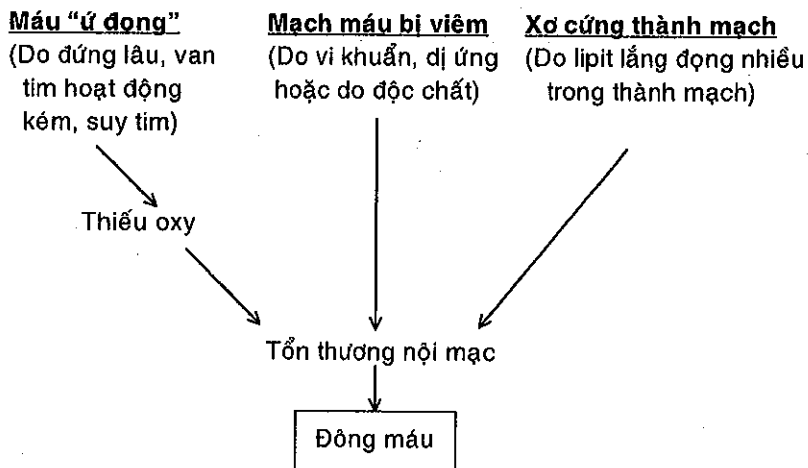 Máu "ứ đọng"
(Do đứng lâu, van
tim hoạt động
kém, suy tim)
Mạch máu bị viêm
(Do vi khuẩn, dị ứng
hoặc do độc chất)
Xơ cứng thành mạch
(Do lipit lắng đọng nhiều
trong thành mạch)
Thiếu oxy
Tổn thương nội mạc
Đông máu